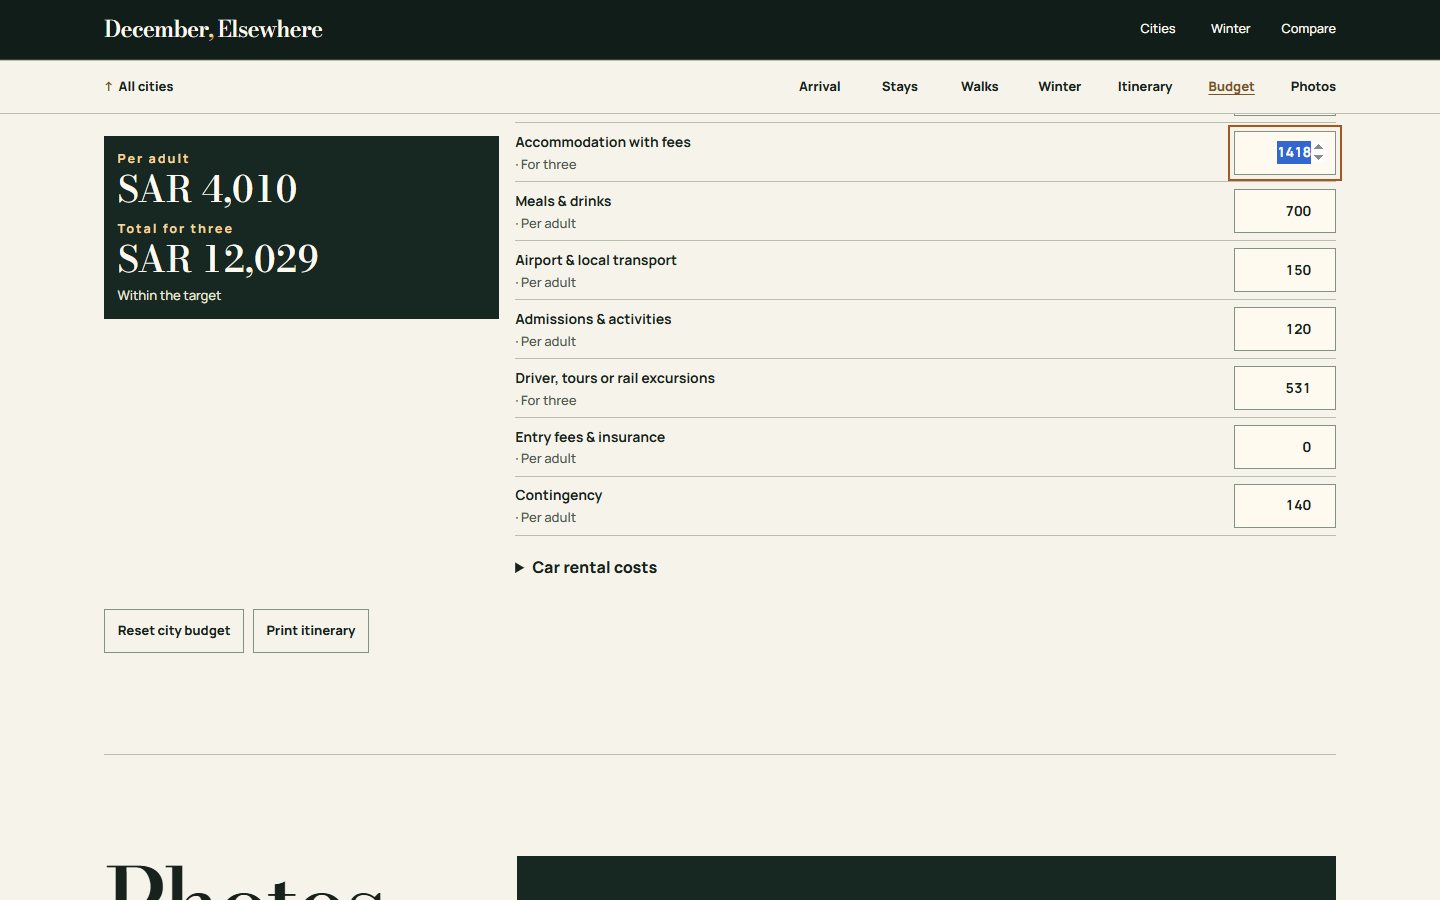 December, Elsewhere
Cities Winter Compare
↑ All cities
Arrival Stays Walks Winter Itinerary Budget Photos
Per adult
SAR 4,010
Total for three
SAR 12,029
Within the target
Accommodation with fees
· For three
1418
Meals & drinks
· Per adult
700
Airport & local transport
· Per adult
150
Admissions & activities
· Per adult
120
Driver, tours or rail excursions
· For three
531
Entry fees & insurance
· Per adult
0
Contingency
· Per adult
140
Car rental costs
Reset city budget Print itinerary
Photos